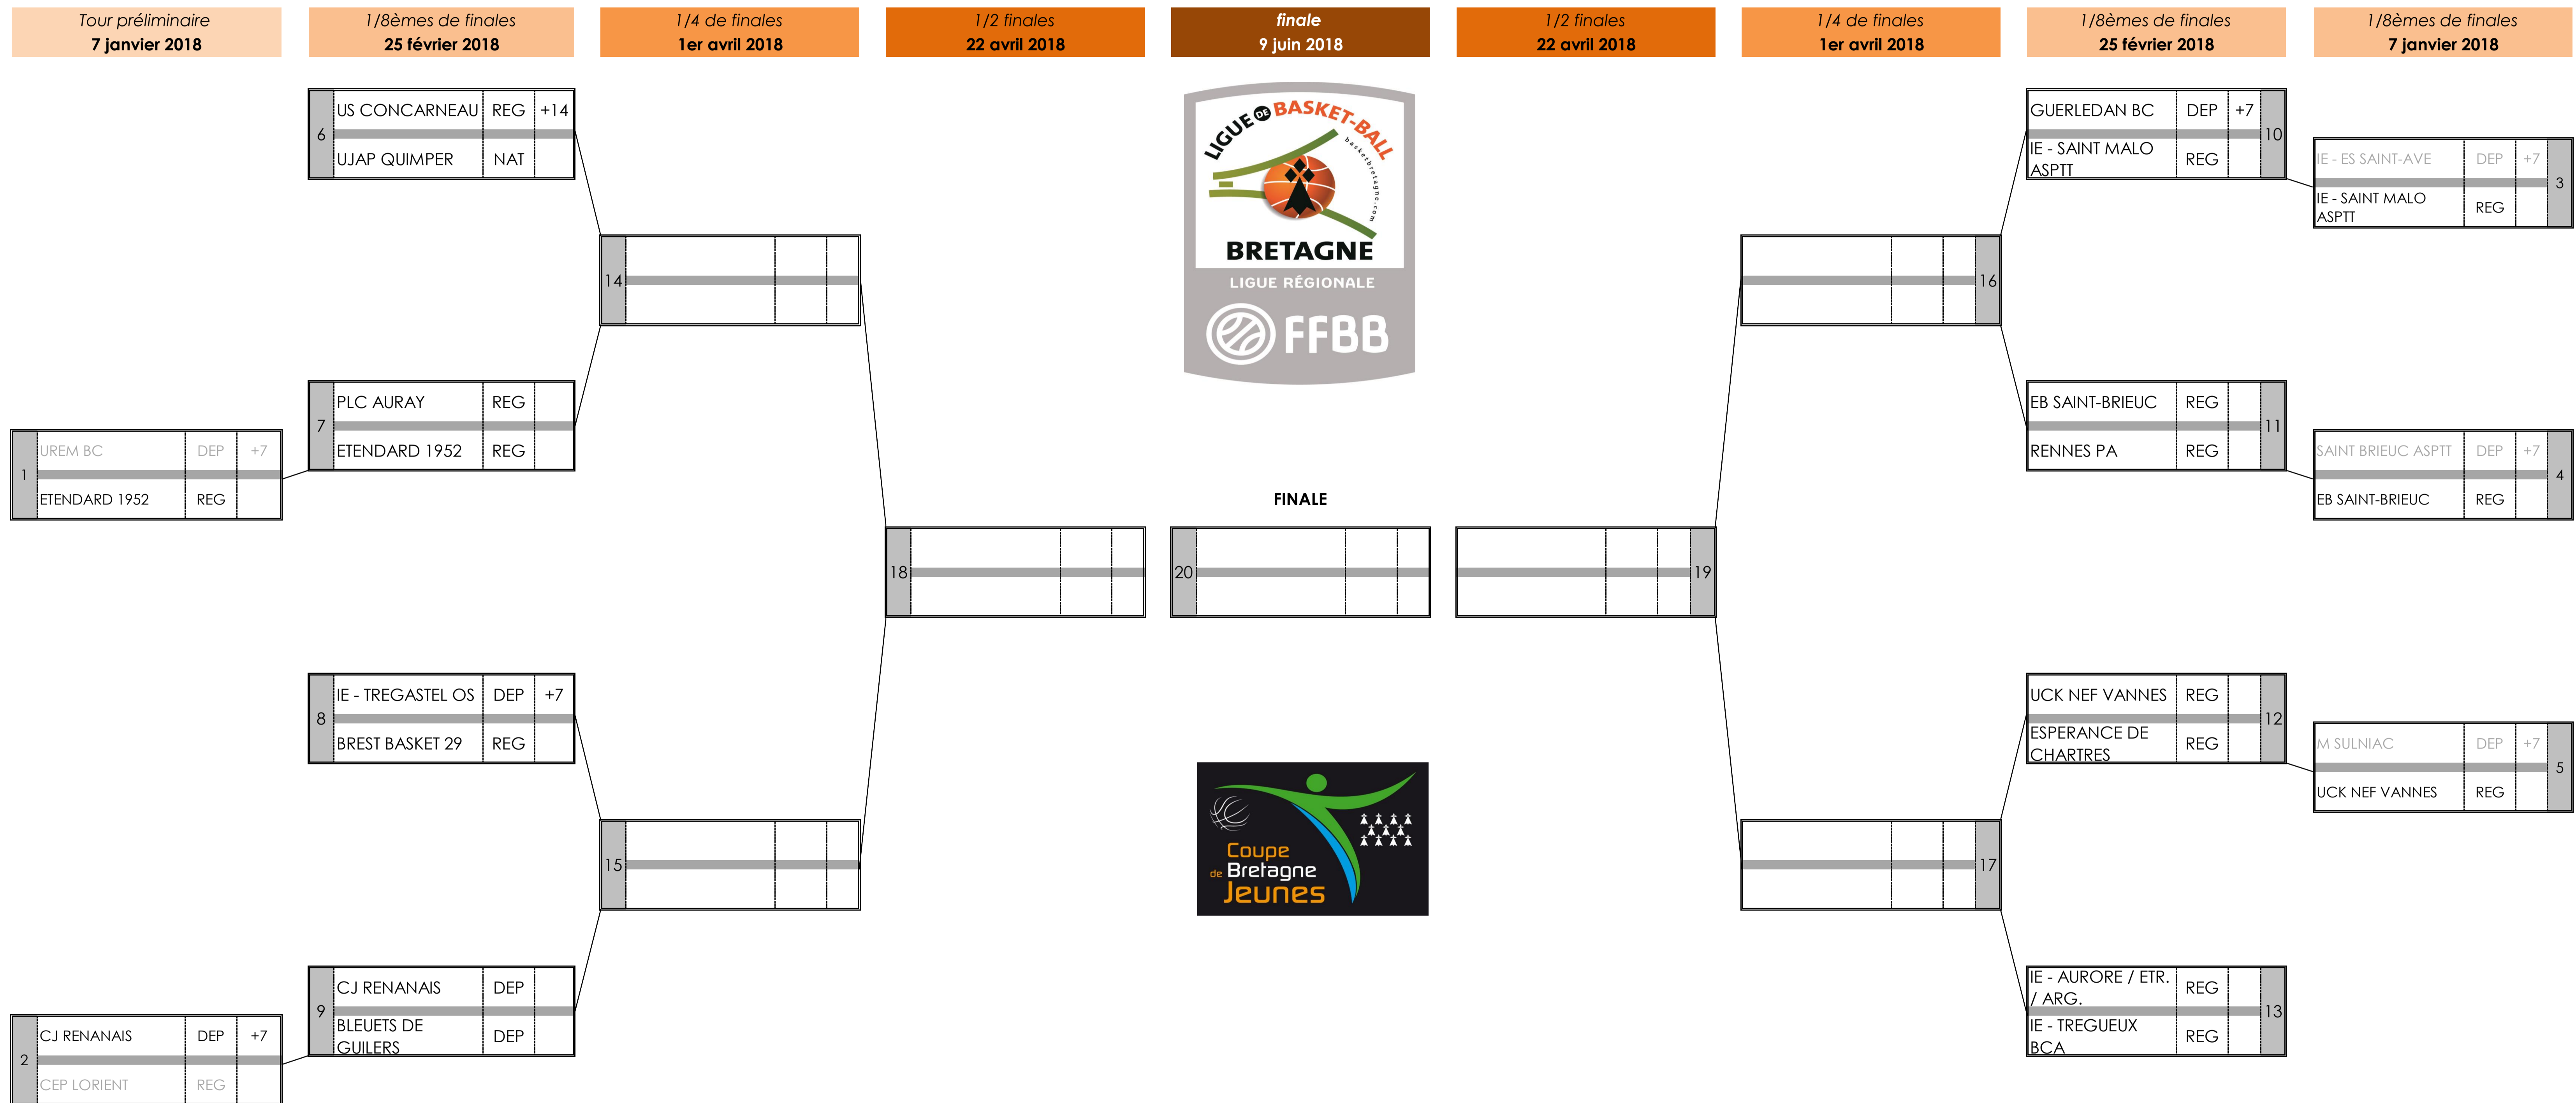 Tour préliminaire
7 janvier 2018
1/8èmes de finales
25 février 2018
1/4 de finales
1er avril 2018
1/2 finales
22 avril 2018
finale
9 juin 2018
1/2 finales
22 avril 2018
1/4 de finales
1er avril 2018
1/8èmes de finales
25 février 2018
1/8èmes de finales
7 janvier 2018
1
UREM BC DEP +7
ETENDARD 1952 REG
2
CJ RENANAIS DEP +7
CEP LORIENT REG
6
US CONCARNEAU REG +14
UJAP QUIMPER NAT
7
PLC AURAY REG
ETENDARD 1952 REG
8
IE - TREGASTEL OS DEP +7
BREST BASKET 29 REG
9
CJ RENANAIS DEP
BLEUETS DE
GUILERS DEP
14
15
18
LIGUE DE BASKET-BALL
basketbretagne.com
BRETAGNE
LIGUE RÉGIONALE
FFBB
FINALE
20
Coupe
de Bretagne
Jeunes
19
16
17
GUERLEDAN BC DEP +7
10
IE - SAINT MALO
ASPTT REG
EB SAINT-BRIEUC REG
11
RENNES PA REG
UCK NEF VANNES REG
12
ESPERANCE DE
CHARTRES REG
IE - AURORE / ETR.
/ ARG. REG
13
IE - TREGUEUX
BCA REG
IE - ES SAINT-AVE DEP +7
3
IE - SAINT MALO
ASPTT REG
SAINT BRIEUC ASPTT DEP +7
4
EB SAINT-BRIEUC REG
M SULNIAC DEP +7
5
UCK NEF VANNES REG